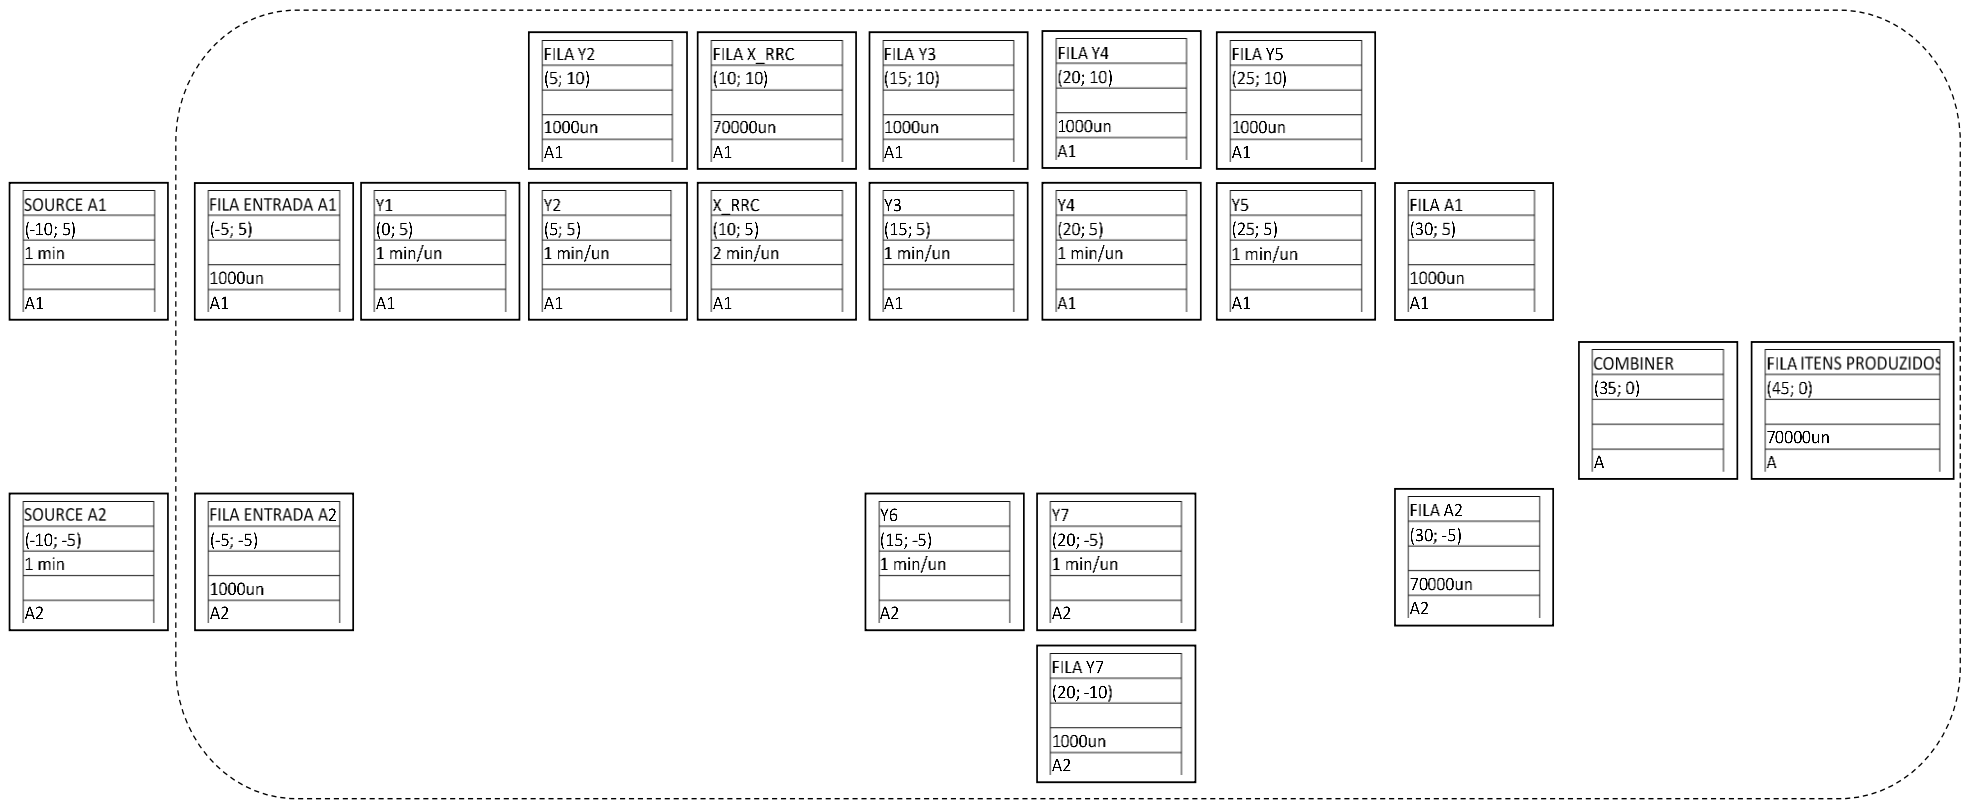 FILA Y2
(5; 10)
1000un
A1
FILA X_RRC
(10; 10)
70000un
A1
FILA Y3
(15; 10)
1000un
A1
FILA Y4
(20; 10)
1000un
A1
FILA Y5
(25; 10)
1000un
A1
SOURCE A1
(-10; 5)
1 min
A1
FILA ENTRADA A1
(-5; 5)
1000un
A1
Y1
(0; 5)
1 min/un
A1
Y2
(5; 5)
1 min/un
A1
X_RRC
(10; 5)
2 min/un
A1
Y3
(15; 5)
1 min/un
A1
Y4
(20; 5)
1 min/un
A1
Y5
(25; 5)
1 min/un
A1
FILA A1
(30; 5)
1000un
A1
COMBINER
(35; 0)
A
FILA ITENS PRODUZIDOS
(45; 0)
70000un
A
SOURCE A2
(-10; -5)
1 min
A2
FILA ENTRADA A2
(-5; -5)
1000un
A2
Y6
(15; -5)
1 min/un
A2
Y7
(20; -5)
1 min/un
A2
FILA A2
(30; -5)
70000un
A2
FILA Y7
(20; -10)
1000un
A2